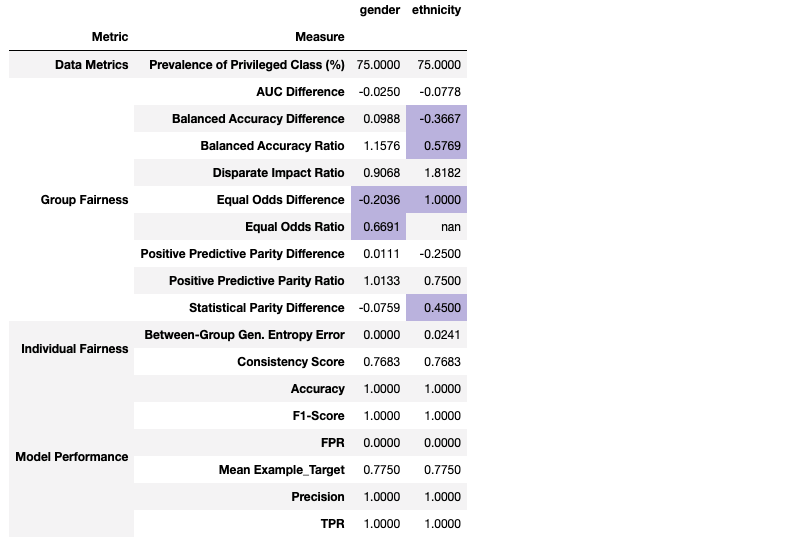 gender ethnicity
Metric Measure
Data Metrics Prevalence of Privileged Class (%) 75.0000 75.0000
AUC Difference -0.0250 -0.0778
Balanced Accuracy Difference 0.0988 -0.3667
Balanced Accuracy Ratio 1.1576 0.5769
Disparate Impact Ratio 0.9068 1.8182
Group Fairness Equal Odds Difference -0.2036 1.0000
Equal Odds Ratio 0.6691 nan
Positive Predictive Parity Difference 0.0111 -0.2500
Positive Predictive Parity Ratio 1.0133 0.7500
Statistical Parity Difference -0.0759 0.4500
Between-Group Gen. Entropy Error 0.0000 0.0241
Individual Fairness
Consistency Score 0.7683 0.7683
Accuracy 1.0000 1.0000
F1-Score 1.0000 1.0000
FPR 0.0000 0.0000
Model Performance
Mean Example_Target 0.7750 0.7750
Precision 1.0000 1.0000
TPR 1.0000 1.0000